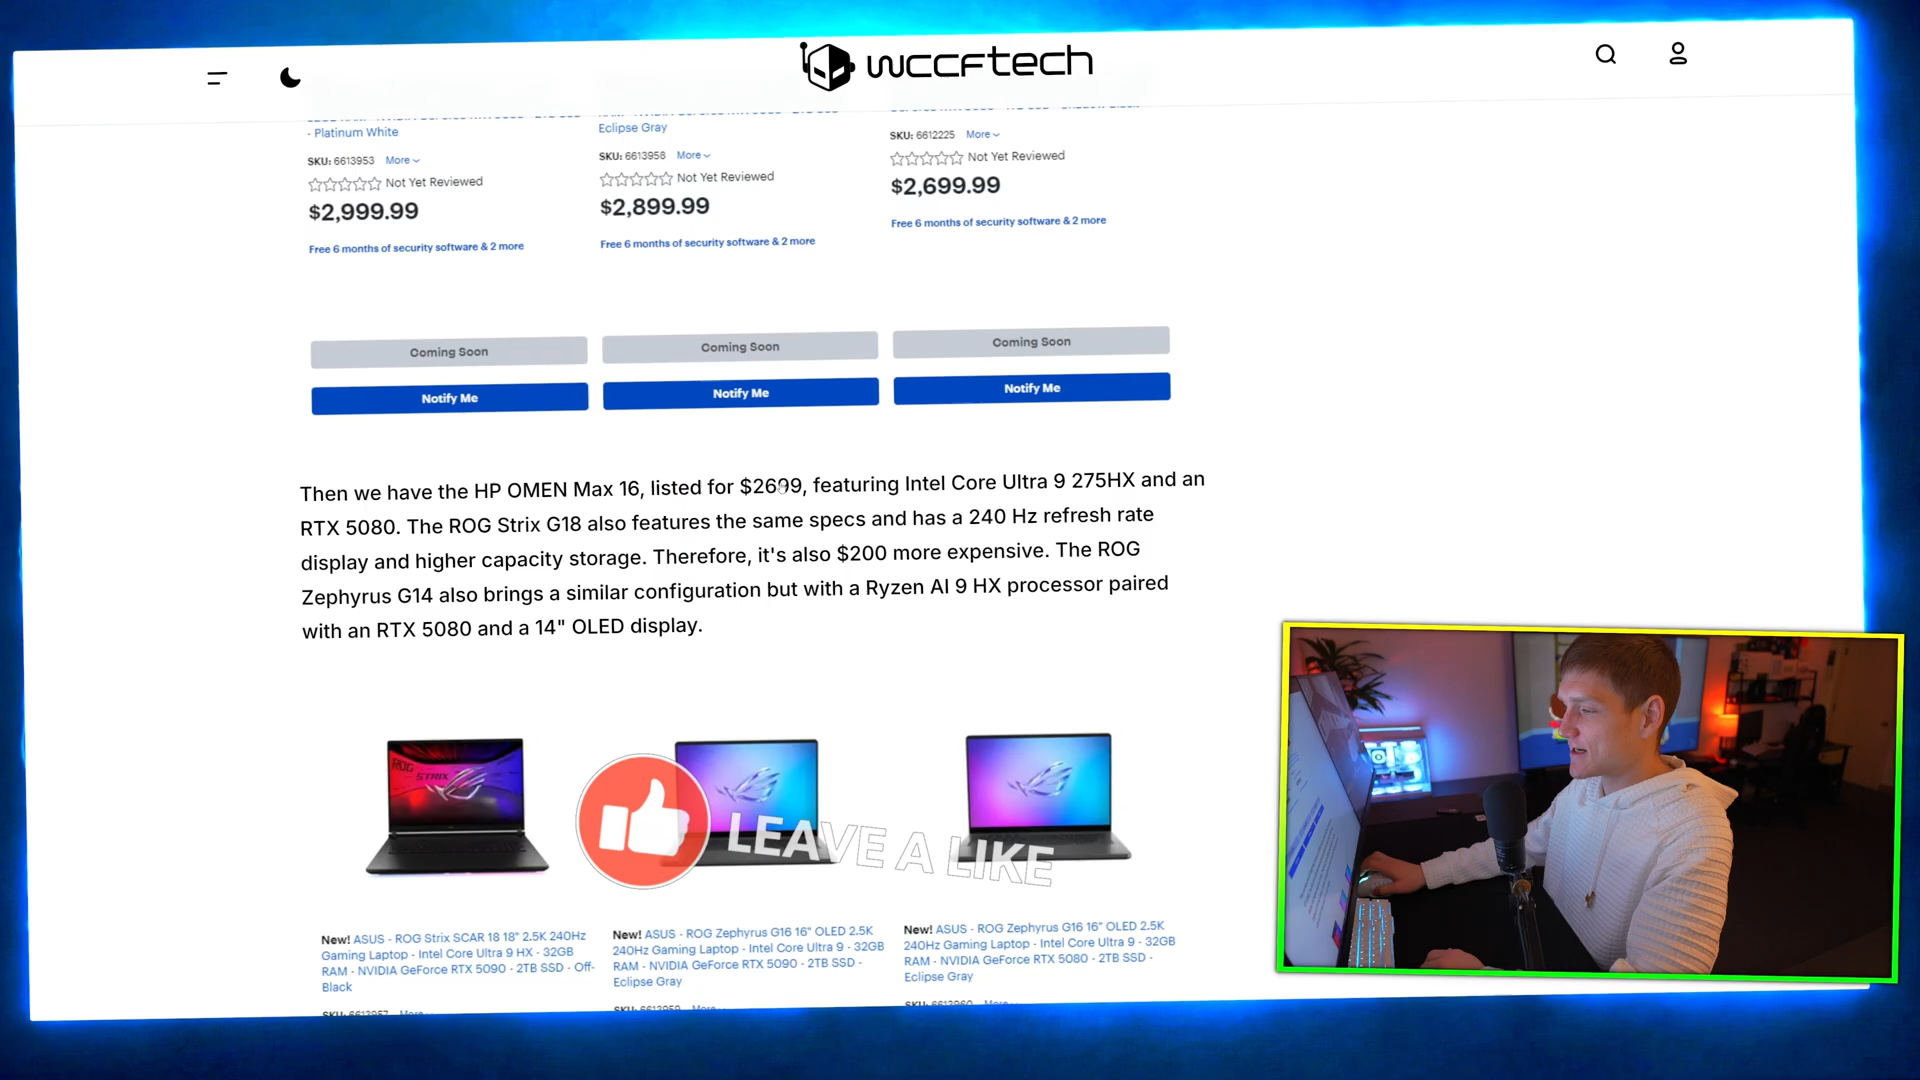 wccftech
- Platinum White
SKU: 6613953 More
Not Yet Reviewed
$2,999.99
Free 6 months of security software & 2 more
Coming Soon
Notify Me
Eclipse Gray
SKU: 6613958 More
Not Yet Reviewed
$2,899.99
Free 6 months of security software & 2 more
Coming Soon
Notify Me
SKU: 6612225 More
Not Yet Reviewed
$2,699.99
Free 6 months of security software & 2 more
Coming Soon
Notify Me
Then we have the HP OMEN Max 16, listed for $2699, featuring Intel Core Ultra 9 275HX and an
RTX 5080. The ROG Strix G18 also features the same specs and has a 240 Hz refresh rate
display and higher capacity storage. Therefore, it's also $200 more expensive. The ROG
Zephyrus G14 also brings a similar configuration but with a Ryzen AI 9 HX processor paired
with an RTX 5080 and a 14" OLED display.
ROG
STRIX
LEAVE A LIKE
New! ASUS - ROG Strix SCAR 18 18" 2.5K 240Hz
Gaming Laptop - Intel Core Ultra 9 HX - 32GB
RAM - NVIDIA GeForce RTX 5090 - 2TB SSD - Off-
Black
SKU: 6613957 More
New! ASUS - ROG Zephyrus G16 16" OLED 2.5K
240Hz Gaming Laptop - Intel Core Ultra 9 - 32GB
RAM - NVIDIA GeForce RTX 5090 - 2TB SSD -
Eclipse Gray
SKU: 6613959 More
New! ASUS - ROG Zephyrus G16 16" OLED 2.5K
240Hz Gaming Laptop - Intel Core Ultra 9 - 32GB
RAM - NVIDIA GeForce RTX 5080 - 2TB SSD -
Eclipse Gray
SKU: 6613960 More